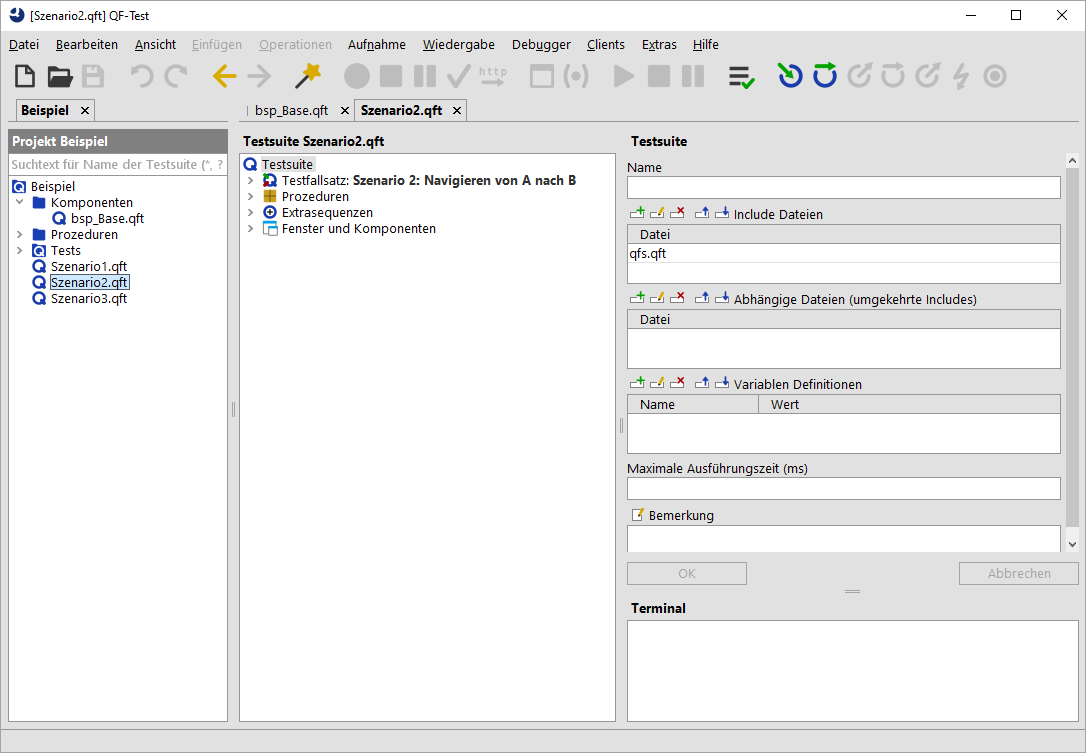 [Szenario2.qft] QF-Test
Datei Bearbeiten Ansicht Einfügen Operationen Aufnahme Wiedergabe Debugger Clients Extras Hilfe
http
Beispiel
bsp_Base.qft Szenario2.qft
Projekt Beispiel
Suchtext für Name der Testsuite (*, ?
Beispiel
Komponenten
bsp_Base.qft
Prozeduren
Tests
Szenario1.qft
Szenario2.qft
Szenario3.qft
Testsuite Szenario2.qft
Testsuite
Testfallsatz: Szenario 2: Navigieren von A nach B
Prozeduren
Extrasequenzen
Fenster und Komponenten
Testsuite
Name
Include Dateien
Datei
qfs.qft
Abhängige Dateien (umgekehrte Includes)
Datei
Variablen Definitionen
Name Wert
Maximale Ausführungszeit (ms)
Bemerkung
OK Abbrechen
Terminal